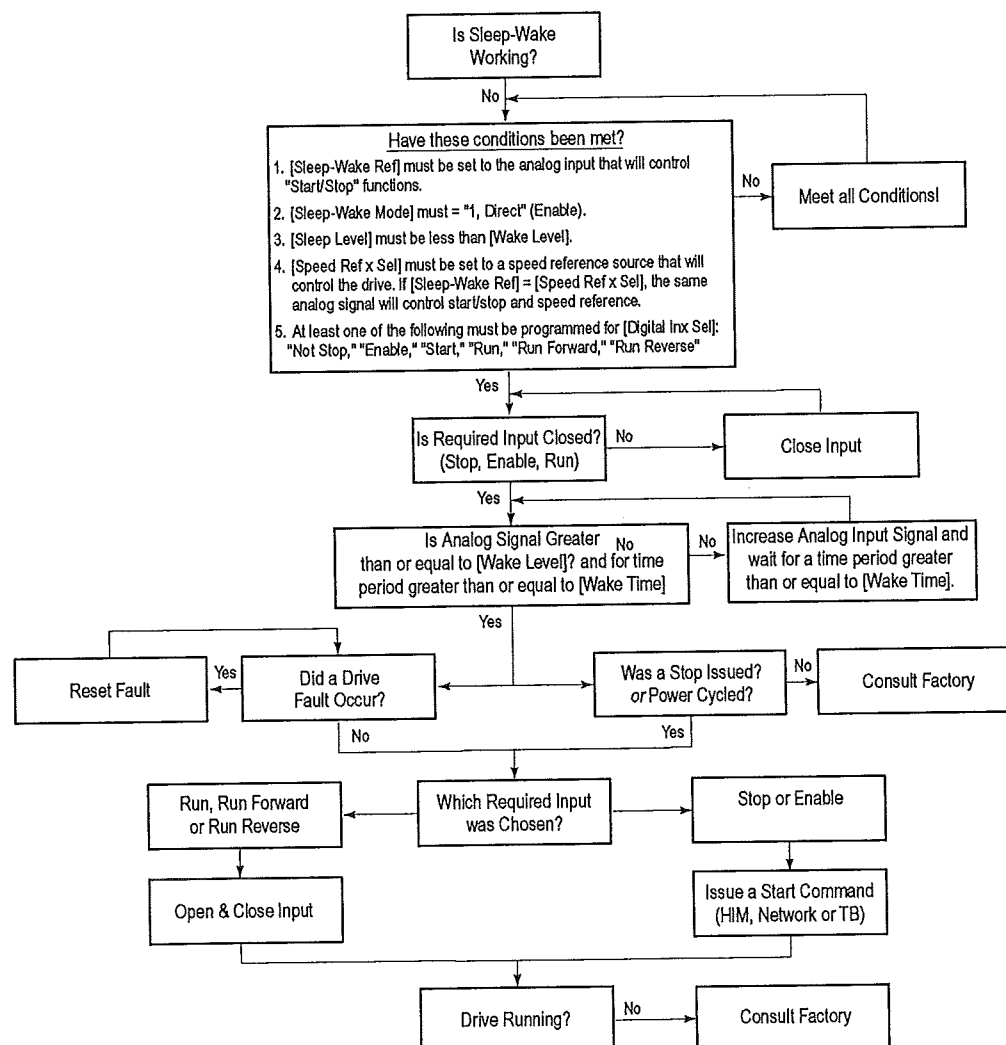 Is Sleep-Wake
Working?
No
Have these conditions been met?
1. [Sleep-Wake Ref] must be set to the analog input that will control
"Start/Stop" functions.
2. [Sleep-Wake Mode] must = "1, Direct" (Enable).
3. [Sleep Level] must be less than [Wake Level].
4. [Speed Ref x Sel] must be set to a speed reference source that will
control the drive. If [Sleep-Wake Ref] = [Speed Ref x Sel], the same
analog signal will control start/stop and speed reference.
5. At least one of the following must be programmed for [Digital Inx Sel]:
"Not Stop," "Enable," "Start," "Run," "Run Forward," "Run Reverse"
No
Meet all Conditions!
Yes
Is Required Input Closed?
(Stop, Enable, Run)
No
Close Input
Yes
Is Analog Signal Greater
than or equal to [Wake Level]? and for time
period greater than or equal to [Wake Time]
No
No
Increase Analog Input Signal and
wait for a time period greater
than or equal to [Wake Time].
Yes
Reset Fault
Yes
Did a Drive
Fault Occur?
Was a Stop Issued?
or Power Cycled?
No
Consult Factory
No
Yes
Run, Run Forward
or Run Reverse
Which Required Input
was Chosen?
Stop or Enable
Open & Close Input
Issue a Start Command
(HIM, Network or TB)
Drive Running?
No
Consult Factory